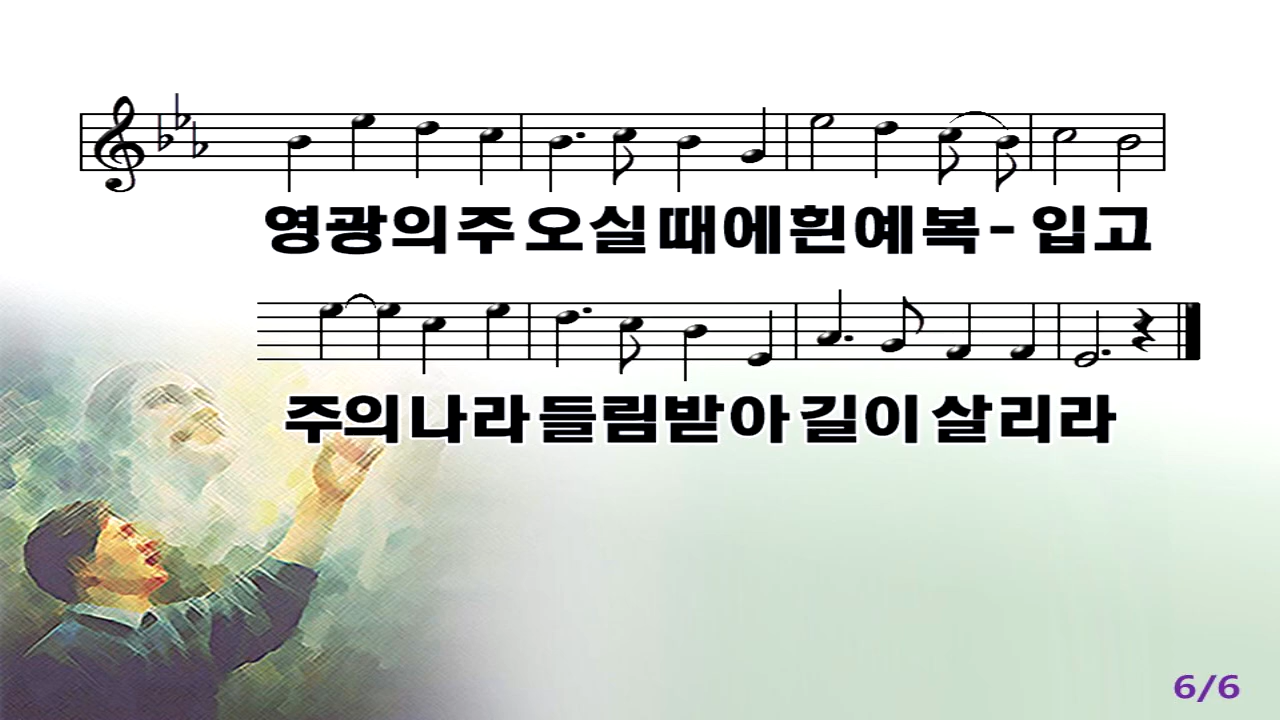 영광의 주 오실 때에 흰 예복- 입고
주의 나라 들림 받아 길이 살리라
6/6